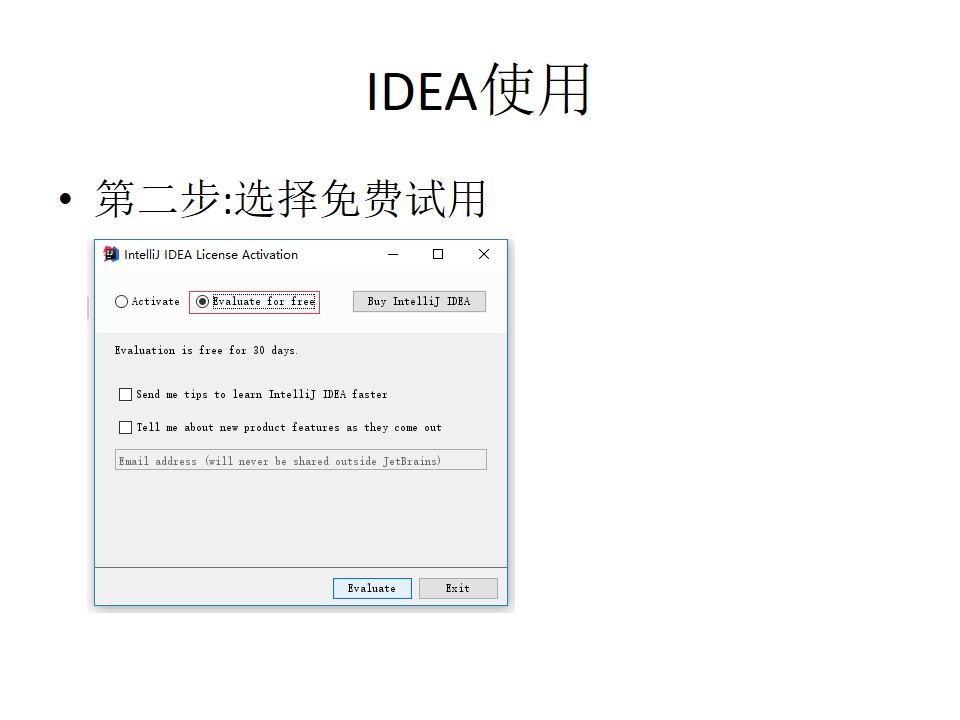 IDEA使用
• 第二步:选择免费试用
IntelliJ IDEA License Activation
Activate Evaluate for free Buy IntelliJ IDEA
Evaluation is free for 30 days.
Send me tips to learn IntelliJ IDEA faster
Tell me about new product features as they come out
Email address (will never be shared outside JetBrains)
Evaluate Exit